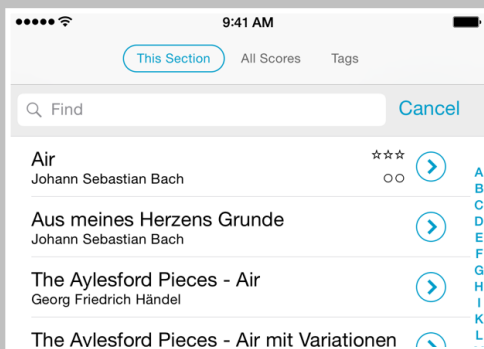 9:41 AM
This Section All Scores Tags
Find Cancel
Air
Johann Sebastian Bach
Aus meines Herzens Grunde
Johann Sebastian Bach
The Aylesford Pieces - Air
Georg Friedrich Händel
The Aylesford Pieces - Air mit Variationen
A
B
C
D
E
F
G
H
I
K
L